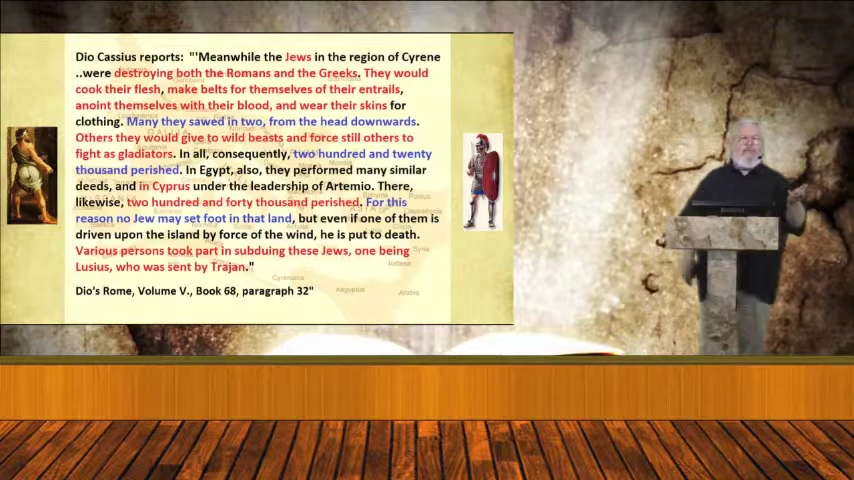 Dio Cassius reports: "'Meanwhile the Jews in the region of Cyrene
..were destroying both the Romans and the Greeks. They would
cook their flesh, make belts for themselves of their entrails,
anoint themselves with their blood, and wear their skins for
clothing. Many they sawed in two, from the head downwards.
Others they would give to wild beasts and force still others to
fight as gladiators. In all, consequently, two hundred and twenty
thousand perished. In Egypt, also, they performed many similar
deeds, and in Cyprus under the leadership of Artemio. There,
likewise, two hundred and forty thousand perished. For this
reason no Jew may set foot in that land, but even if one of them is
driven upon the island by force of the wind, he is put to death.
Various persons took part in subduing these Jews, one being
Lusius, who was sent by Trajan."
Dio's Rome, Volume V., Book 68, paragraph 32"
Pontus
Syria
Judaea
Cyrenaica
Aegyptus
Arabia